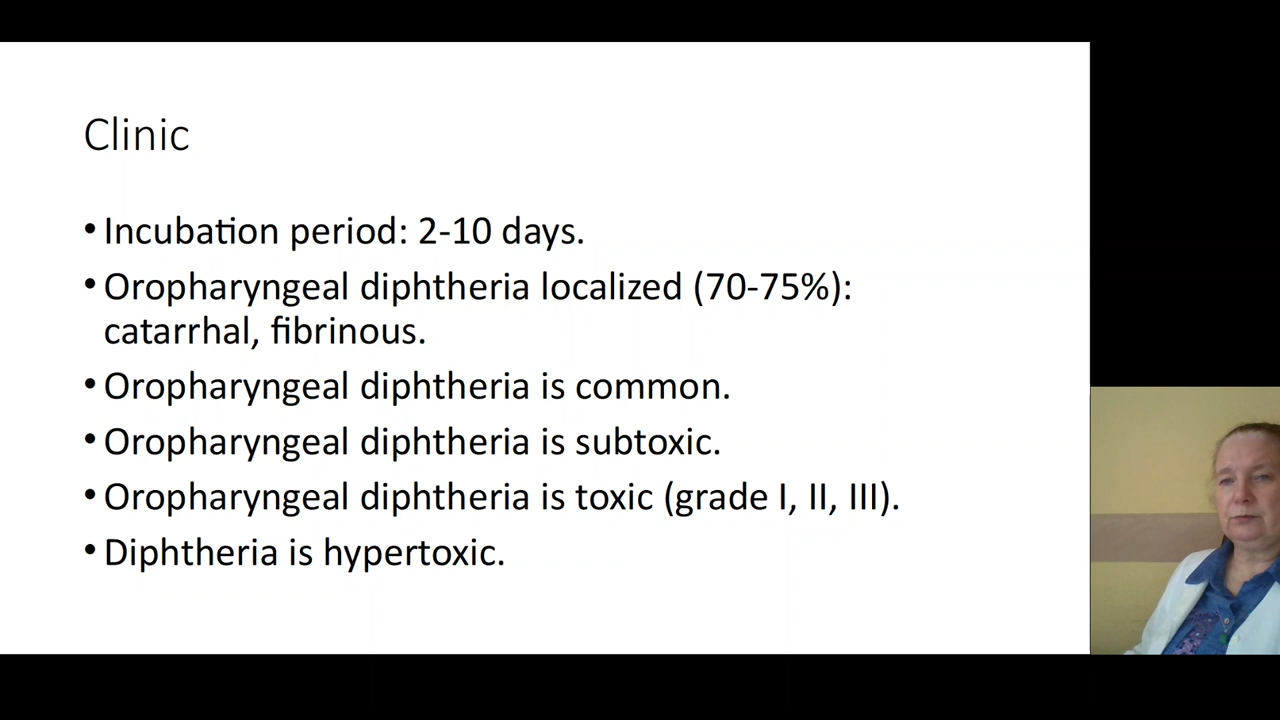 Clinic
• Incubation period: 2-10 days.
• Oropharyngeal diphtheria localized (70-75%):
catarrhal, fibrinous.
• Oropharyngeal diphtheria is common.
• Oropharyngeal diphtheria is subtoxic.
• Oropharyngeal diphtheria is toxic (grade I, II, III).
• Diphtheria is hypertoxic.